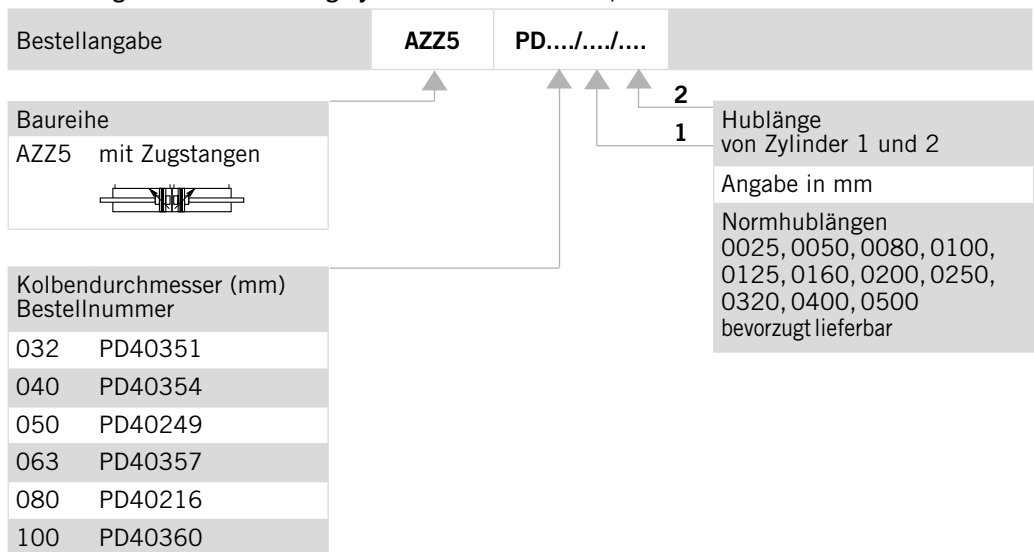 Bestellangabe AZZ5 PD..../..../....
Baureihe
AZZ5 mit Zugstangen
2
1
Hublänge
von Zylinder 1 und 2
Angabe in mm
Normhublängen
0025, 0050, 0080, 0100,
0125, 0160, 0200, 0250,
0320, 0400, 0500
bevorzugt lieferbar
Kolbendurchmesser (mm)
Bestellnummer
032 PD40351
040 PD40354
050 PD40249
063 PD40357
080 PD40216
100 PD40360